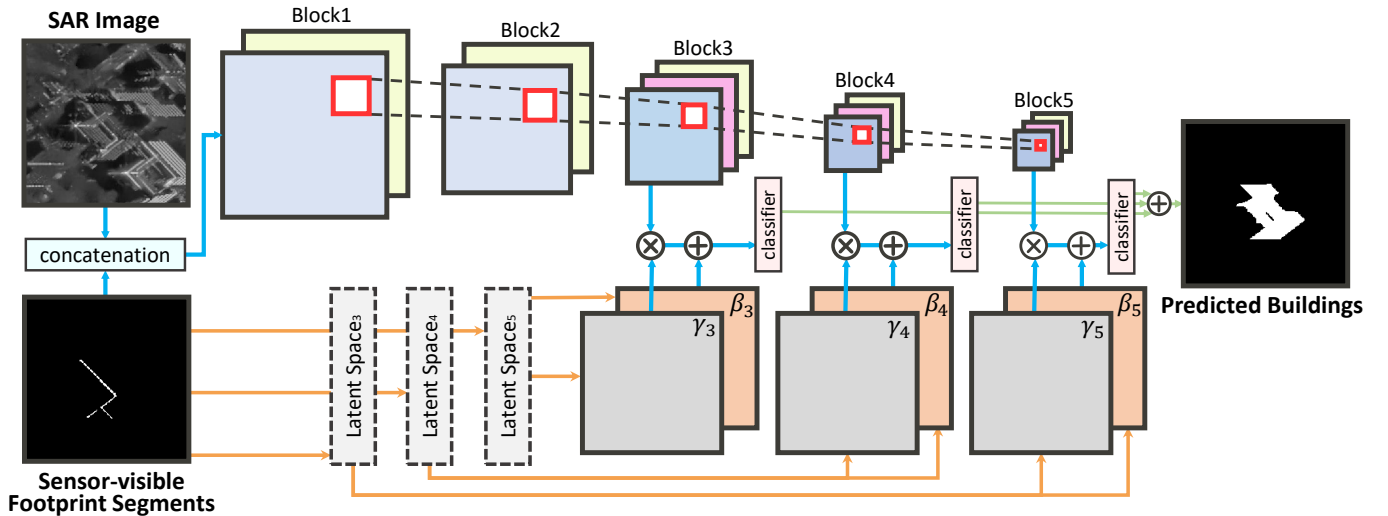 SAR Image
Block1
Block2
Block3
Block4
Block5
concatenation
classifier
classifier
classifier
Predicted Buildings
Latent Space₃
Latent Space₄
Latent Space₅
β₃
γ₃
β₄
γ₄
β₅
γ₅
Sensor-visible
Footprint Segments